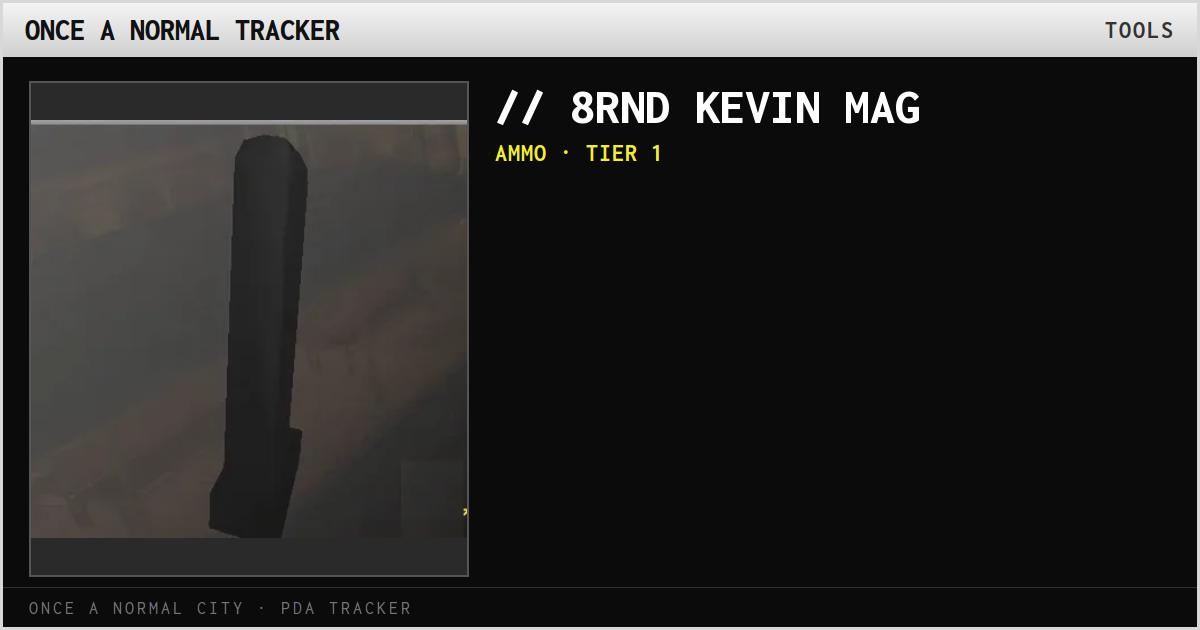 ONCE A NORMAL TRACKER
TOOLS
// 8RND KEVIN MAG
AMMO · TIER 1
ONCE A NORMAL CITY · PDA TRACKER